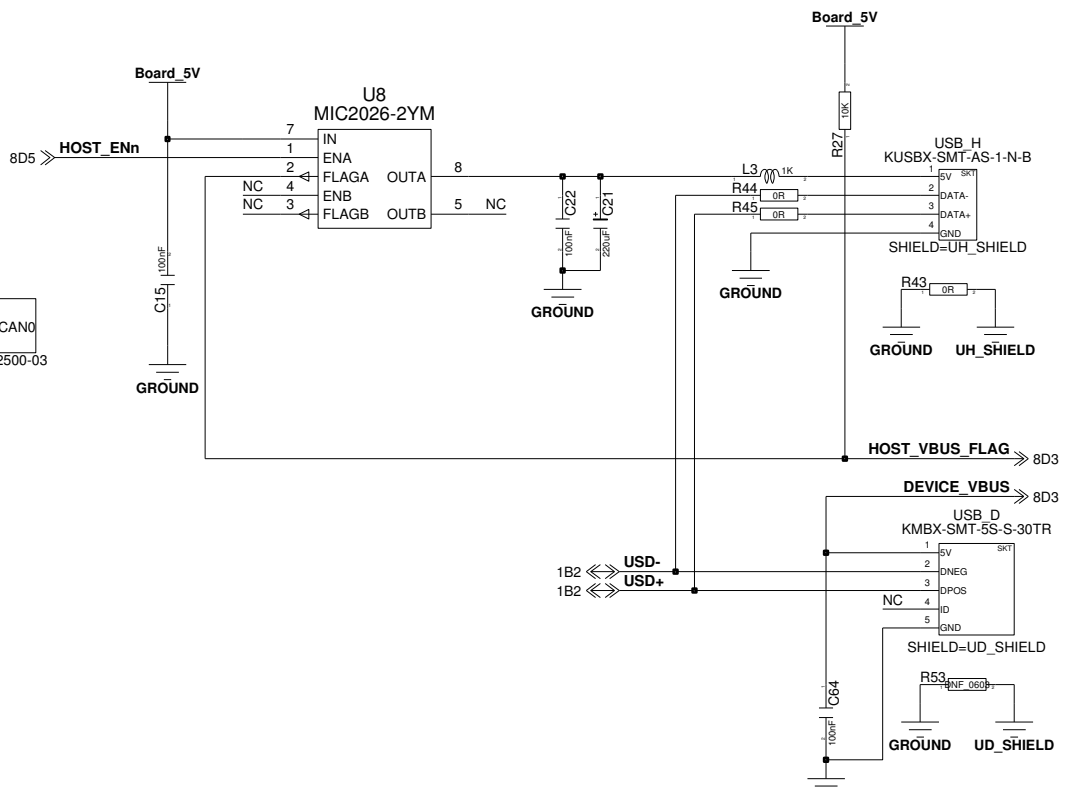 Board_5V
Board_5V
U8
MIC2026-2YM
8D5
HOST_ENn
7
IN
1
ENA
2
FLAGA
OUTA
8
NC
4
ENB
NC
3
FLAGB
OUTB
5
NC
10K
R27
USB_H
KUSBX-SMT-AS-1-N-B
L3
1K
1
5V
SKT
R44
0R
2
DATA-
R45
0R
3
DATA+
4
GND
SHIELD=UH_SHIELD
C22
100nF
C21
220uF
+
GROUND
GROUND
100nF
C15
GROUND
CAN0
2500-03
R43
0R
GROUND
UH_SHIELD
HOST_VBUS_FLAG
8D3
DEVICE_VBUS
8D3
USB_D
KMBX-SMT-5S-S-30TR
1
5V
SKT
1B2
USD-
2
DNEG
1B2
USD+
3
DPOS
NC
4
ID
5
GND
SHIELD=UD_SHIELD
C64
100nF
R53
DNF_0603
GROUND
UD_SHIELD